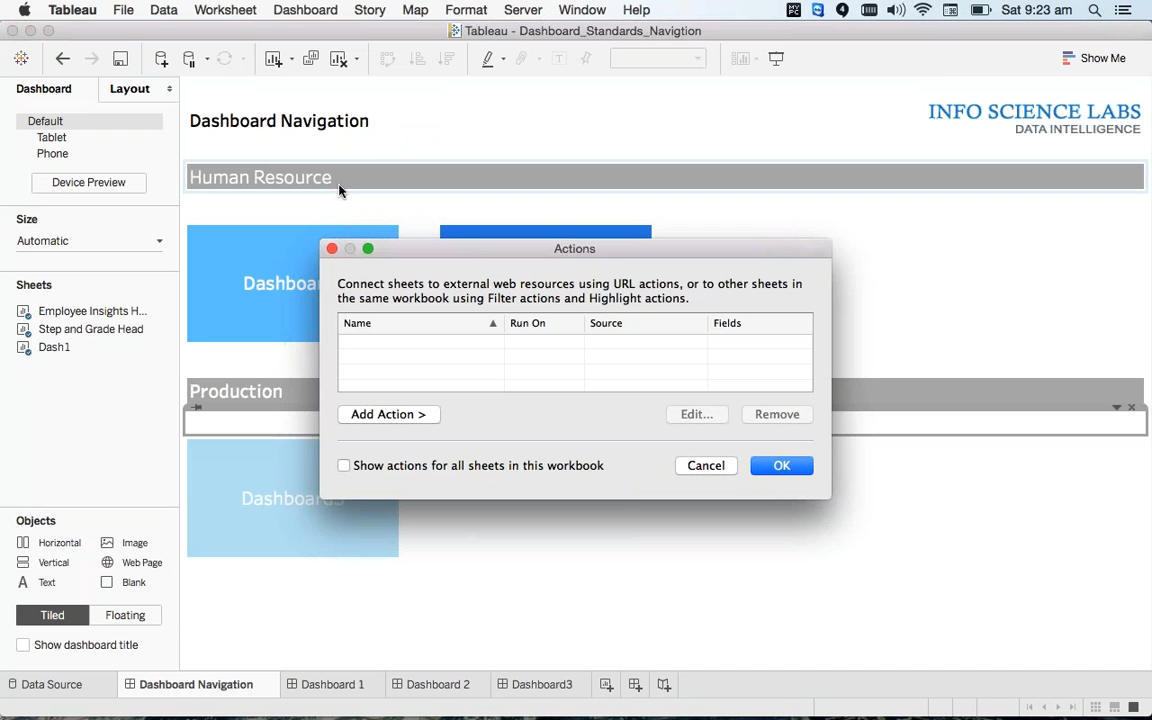 Tableau File Data Worksheet Dashboard Story Map Format Server Window Help Sat 9:23 am
Tableau - Dashboard_Standards_Navigtion
Show Me
Dashboard Layout
Default
Tablet
Phone
Device Preview
Size
Automatic
Sheets
Employee Insights H...
Step and Grade Head
Dash1
Objects
Horizontal Image
Vertical Web Page
Text Blank
Tiled Floating
Show dashboard title
Dashboard Navigation
INFO SCIENCE LABS
DATA INTELLIGENCE
Human Resource
Production
Actions
Connect sheets to external web resources using URL actions, or to other sheets in
the same workbook using Filter actions and Highlight actions.
Name Run On Source Fields
Add Action > Edit... Remove
Show actions for all sheets in this workbook Cancel OK
Data Source Dashboard Navigation Dashboard 1 Dashboard 2 Dashboard3